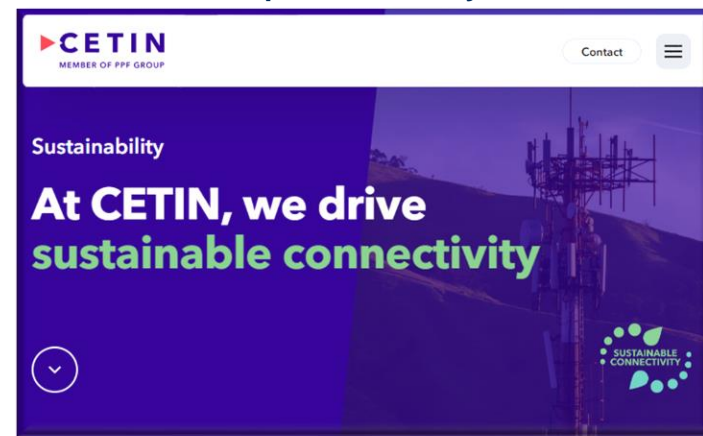 CETIN
MEMBER OF PPF GROUP
Contact
Sustainability
At CETIN, we drive
sustainable connectivity
SUSTAINABLE
CONNECTIVITY